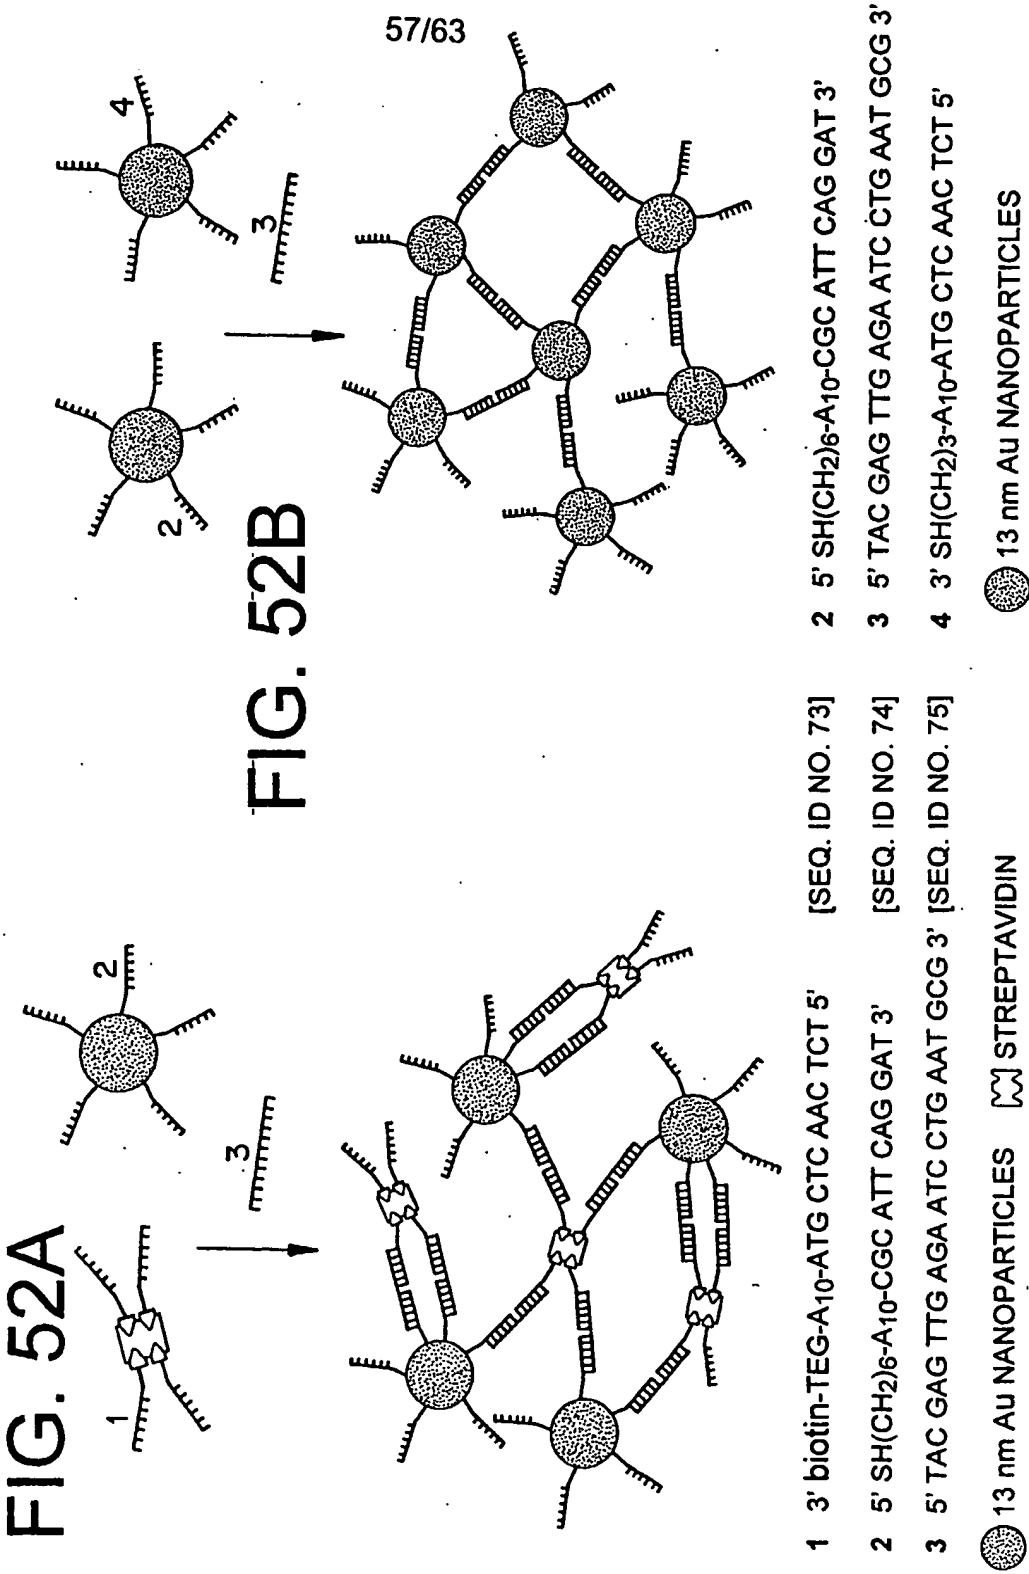 57/63
FIG. 52A
1
2
3
1 3' biotin-TEG-A10-ATG CTC AAC TCT 5' [SEQ. ID NO. 73]
2 5' SH(CH2)6-A10-CGC ATT CAG GAT 3' [SEQ. ID NO. 74]
3 5' TAC GAG TTG AGA ATC CTG AAT GCG 3' [SEQ. ID NO. 75]
13 nm Au NANOPARTICLES STREPTAVIDIN
FIG. 52B
2
4
3
2 5' SH(CH2)6-A10-CGC ATT CAG GAT 3'
3 5' TAC GAG TTG AGA ATC CTG AAT GCG 3'
4 3' SH(CH2)3-A10-ATG CTC AAC TCT 5'
13 nm Au NANOPARTICLES